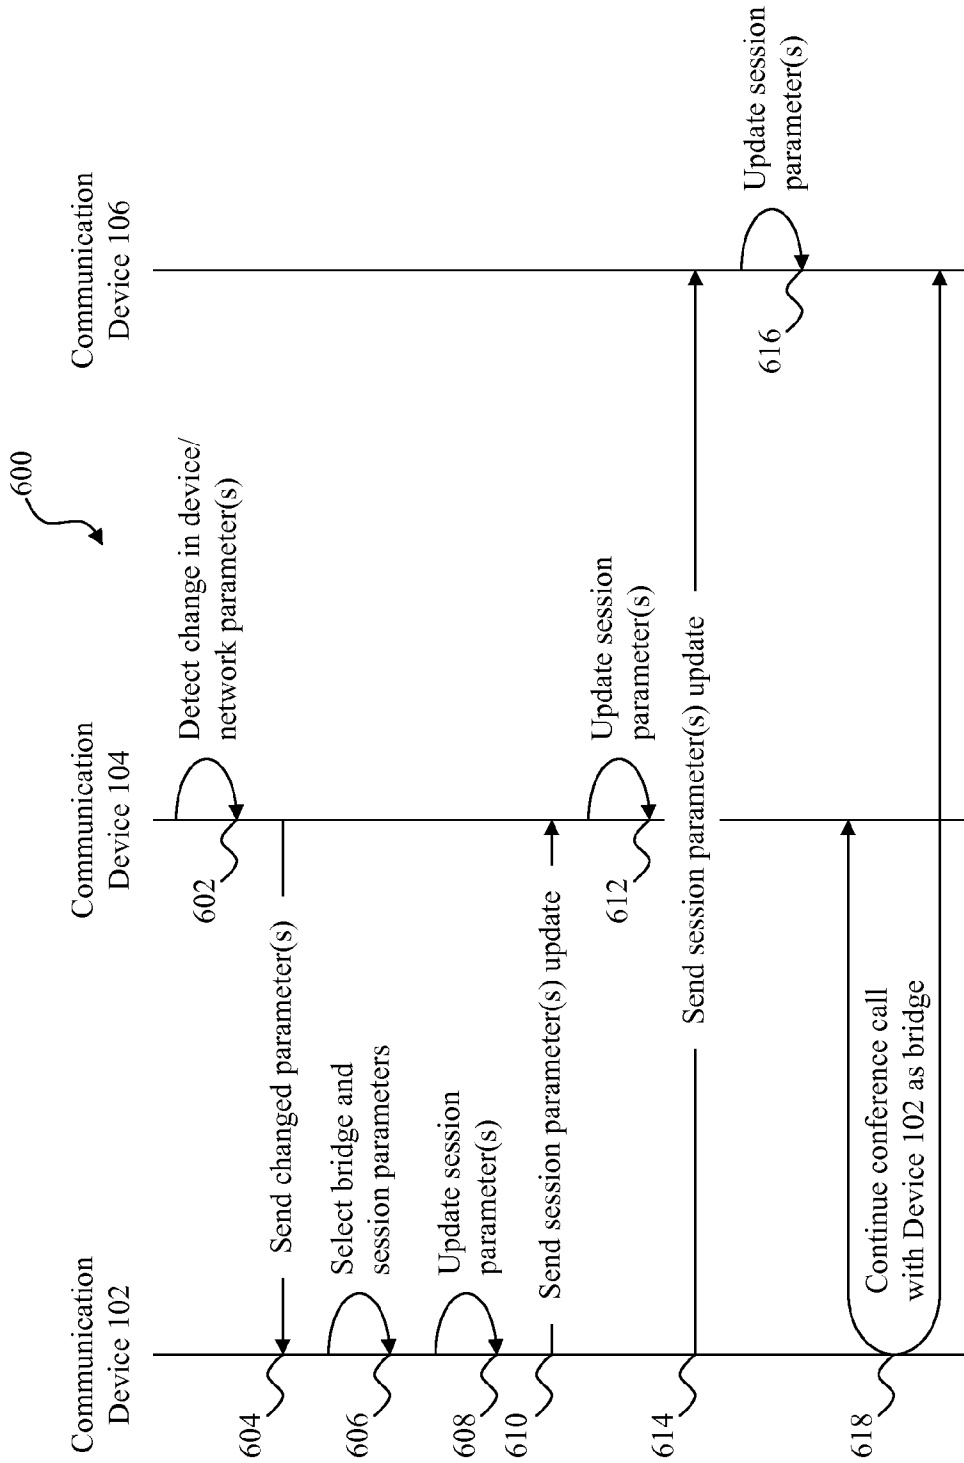 600
Communication
Device 102
Communication
Device 104
Communication
Device 106
Detect change in device/
network parameter(s)
602
Send changed parameter(s)
604
Select bridge and
session parameters
606
Update session
parameter(s)
608
Send session parameter(s) update
610
Update session
parameter(s)
612
Send session parameter(s) update
614
Update session
parameter(s)
616
Continue conference call
with Device 102 as bridge
618